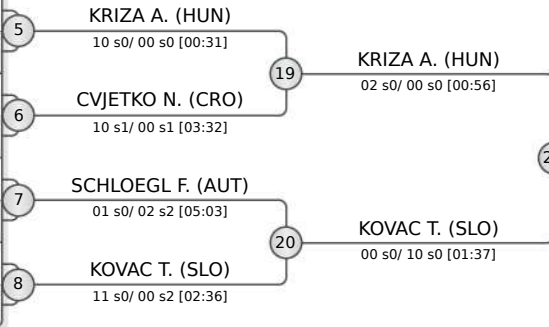 5
KRIZA A. (HUN)
10 s0/ 00 s0 [00:31]
19
KRIZA A. (HUN)
02 s0/ 00 s0 [00:56]
6
CVJETKO N. (CRO)
10 s1/ 00 s1 [03:32]
7
SCHLOEGL F. (AUT)
01 s0/ 02 s2 [05:03]
20
KOVAC T. (SLO)
00 s0/ 10 s0 [01:37]
8
KOVAC T. (SLO)
11 s0/ 00 s2 [02:36]